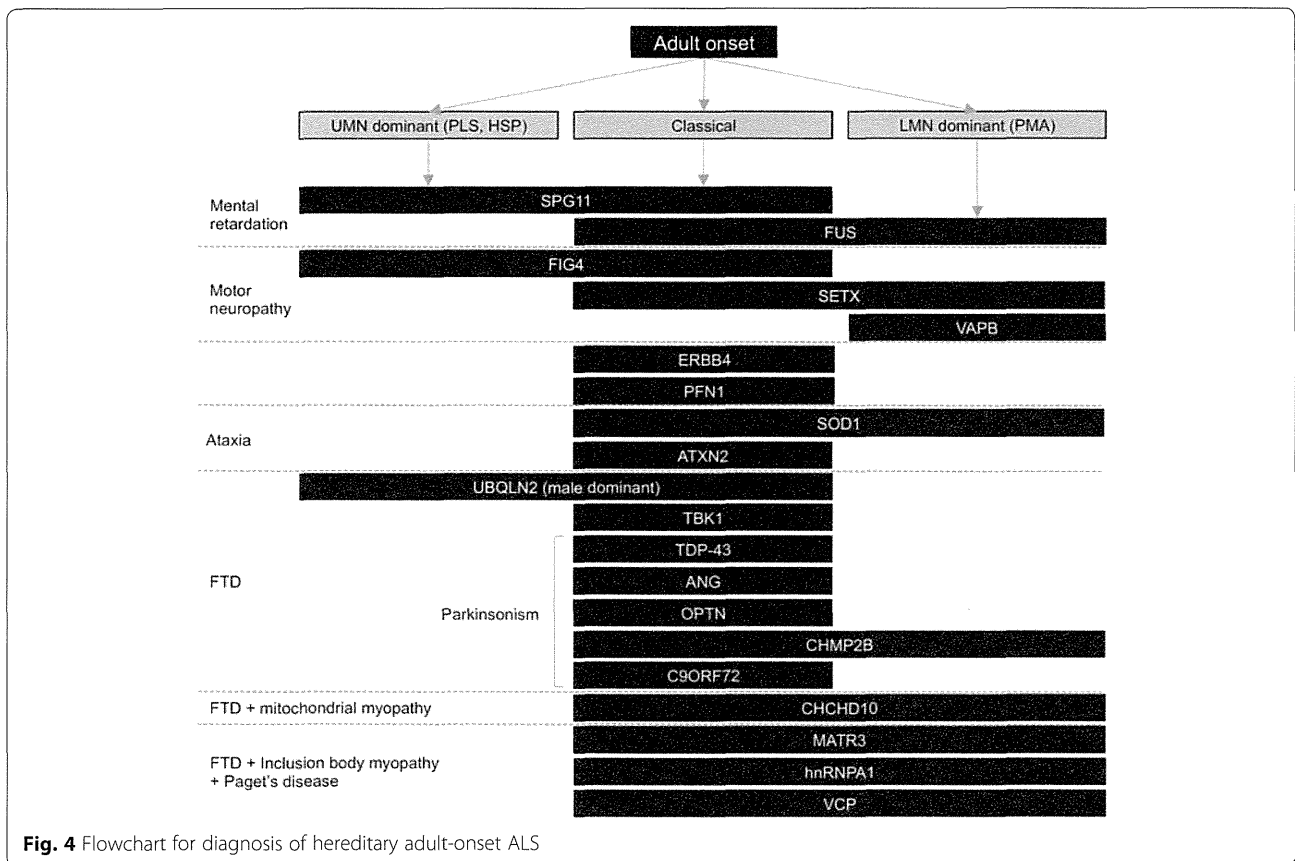 Adult onset
UMN dominant (PLS, HSP)
Classical
LMN dominant (PMA)
Mental
retardation
SPG11
FUS
Motor
neuropathy
FIG4
SETX
VAPB
ERBB4
PFN1
Ataxia
SOD1
ATXN2
FTD
UBQLN2 (male dominant)
TBK1
Parkinsonism
TDP-43
ANG
OPTN
CHMP2B
C9ORF72
FTD + mitochondrial myopathy
CHCHD10
FTD + Inclusion body myopathy
+ Paget's disease
MATR3
hnRNPA1
VCP
Fig. 4 Flowchart for diagnosis of hereditary adult-onset ALS